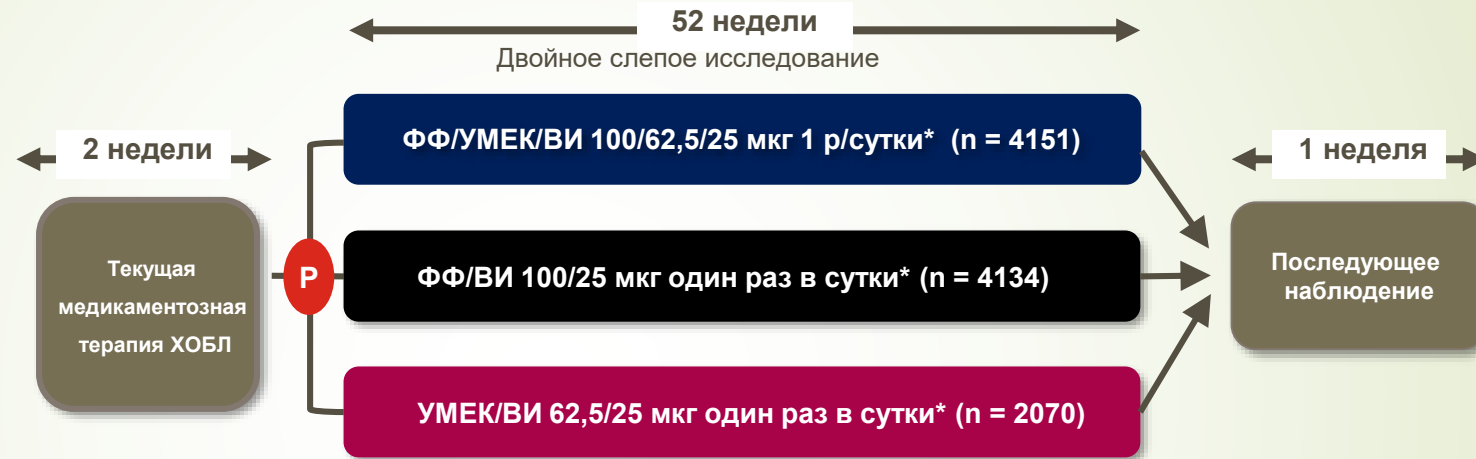 52 недели
Двойное слепое исследование
2 недели
ФФ/УМЕК/ВИ 100/62,5/25 мкг 1 р/сутки* (n = 4151)
1 неделя
Текущая
медикаментозная
терапия ХОБЛ
Р
ФФ/ВИ 100/25 мкг один раз в сутки* (n = 4134)
Последующее
наблюдение
УМЕК/ВИ 62,5/25 мкг один раз в сутки* (n = 2070)